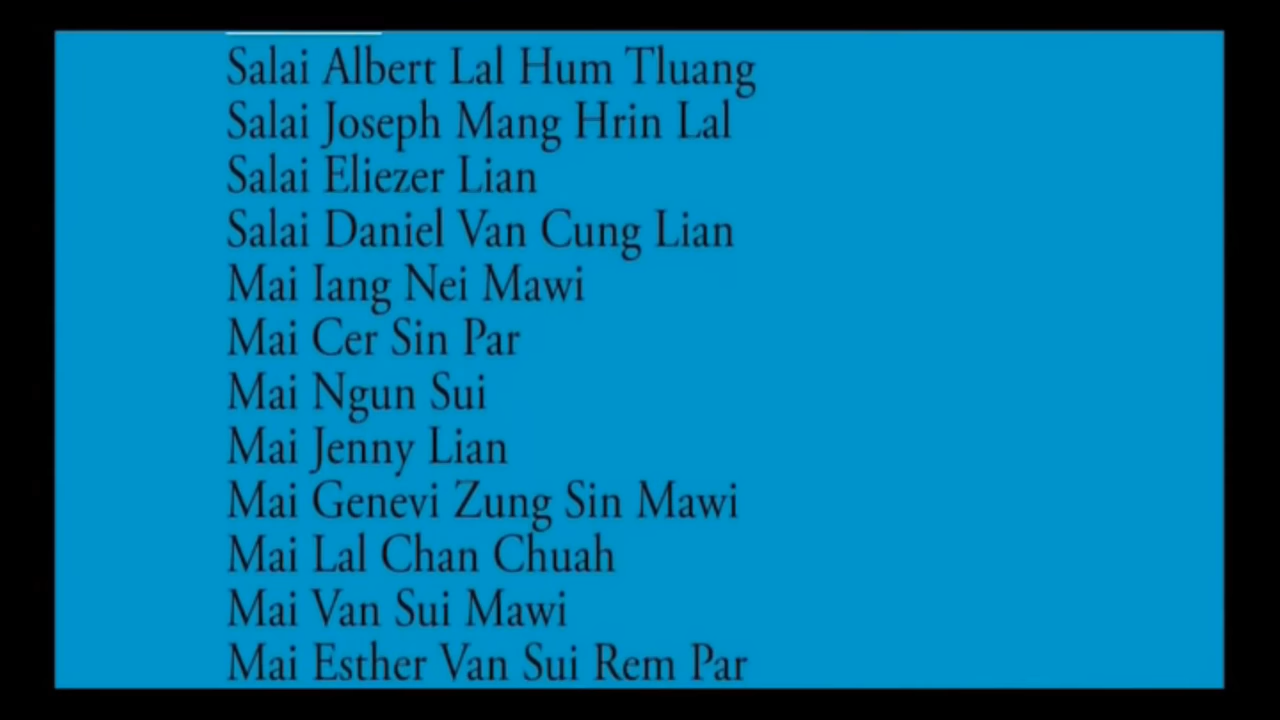 Salai Albert Lal Hum Tluang
Salai Joseph Mang Hrin Lal
Salai Eliezer Lian
Salai Daniel Van Cung Lian
Mai Iang Nei Mawi
Mai Cer Sin Par
Mai Ngun Sui
Mai Jenny Lian
Mai Genevi Zung Sin Mawi
Mai Lal Chan Chuah
Mai Van Sui Mawi
Mai Esther Van Sui Rem Par